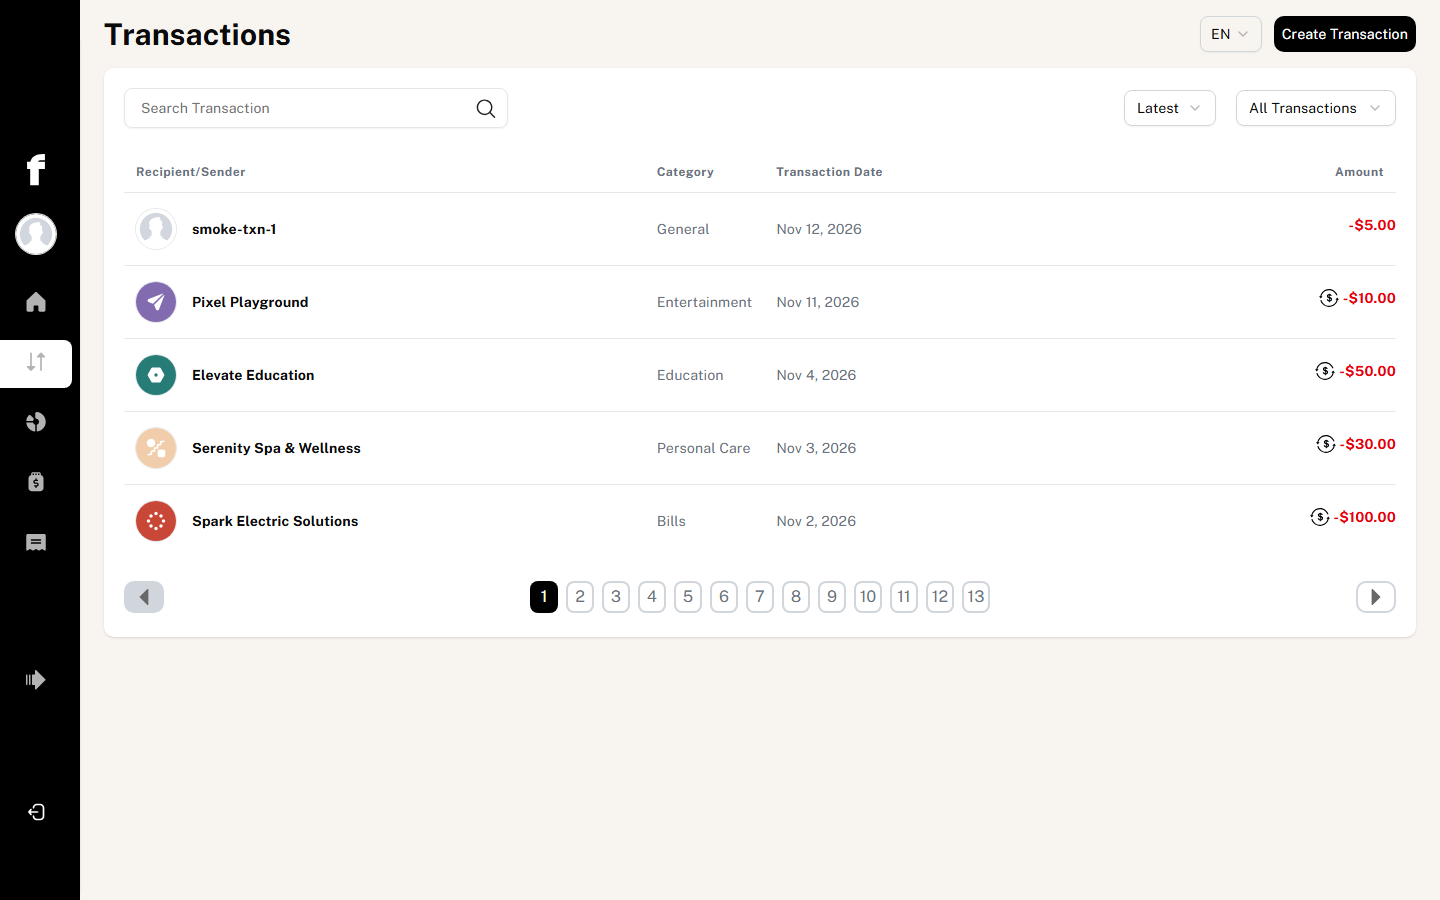 Transactions
EN
Create Transaction
f
Search Transaction
Latest
All Transactions
Recipient/Sender Category Transaction Date Amount
smoke-txn-1 General Nov 12, 2026 -$5.00
Pixel Playground Entertainment Nov 11, 2026 $ -$10.00
Elevate Education Education Nov 4, 2026 $ -$50.00
Serenity Spa & Wellness Personal Care Nov 3, 2026 $ -$30.00
Spark Electric Solutions Bills Nov 2, 2026 $ -$100.00
1 2 3 4 5 6 7 8 9 10 11 12 13